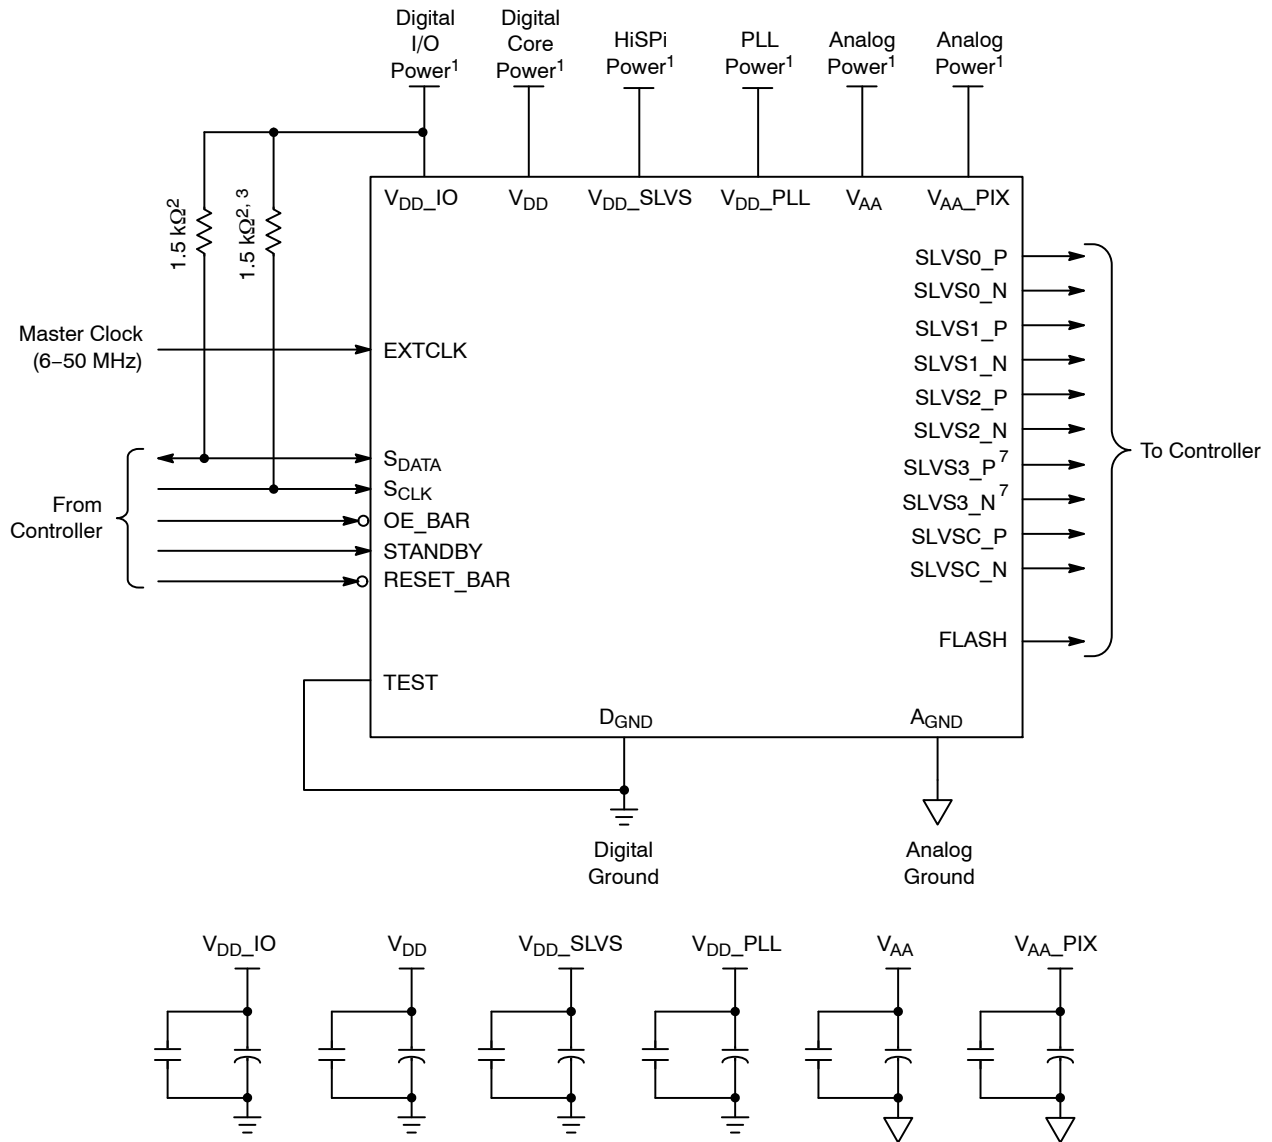 Digital
I/O
Power1
Digital
Core
Power1
HiSPi
Power1
PLL
Power1
Analog
Power1
Analog
Power1
1.5 kΩ2
1.5 kΩ2, 3
VDD_IO
VDD
VDD_SLVS
VDD_PLL
VAA
VAA_PIX
Master Clock
(6–50 MHz)
EXTCLK
From
Controller
SDATA
SCLK
OE_BAR
STANDBY
RESET_BAR
TEST
SLVS0_P
SLVS0_N
SLVS1_P
SLVS1_N
SLVS2_P
SLVS2_N
SLVS3_P7
SLVS3_N7
SLVSC_P
SLVSC_N
FLASH
To Controller
DGND
AGND
Digital
Ground
Analog
Ground
VDD_IO
VDD
VDD_SLVS
VDD_PLL
VAA
VAA_PIX